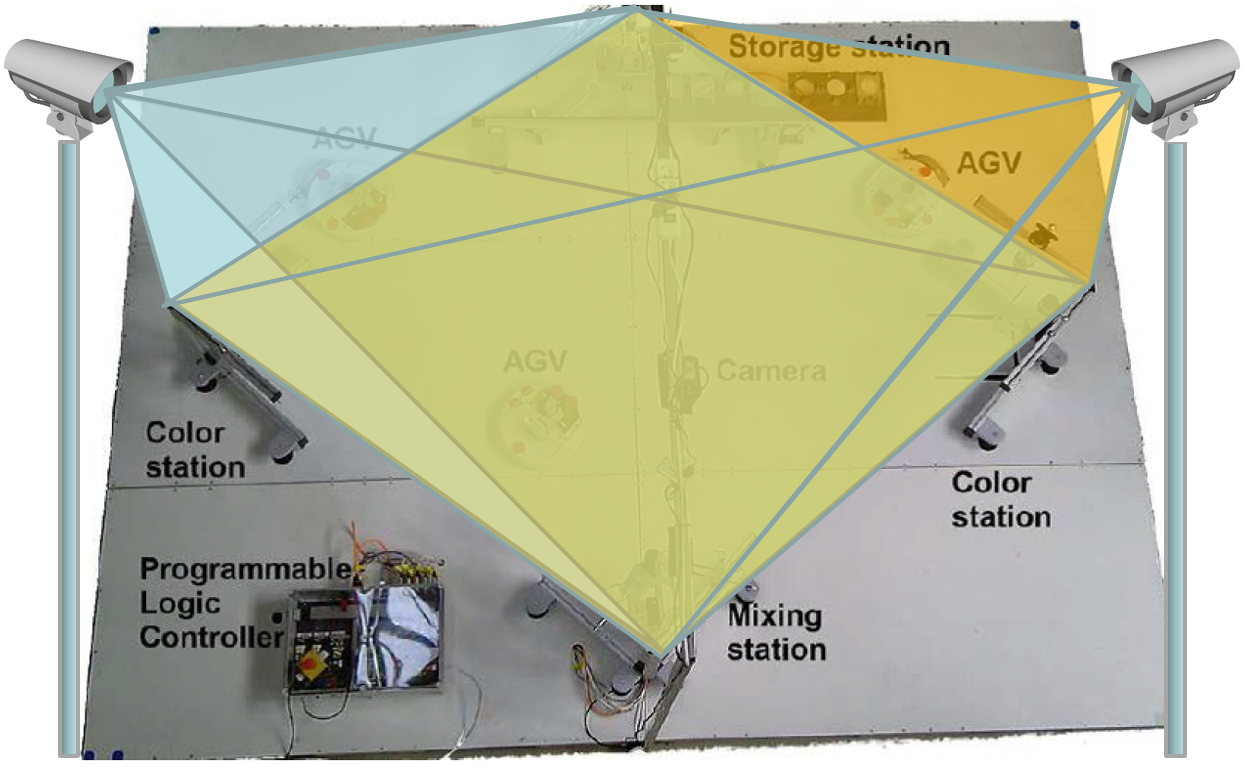 Storage station
AGV
AGV
AGV
Camera
Color
station
Color
station
Programmable
Logic
Controller
Mixing
station